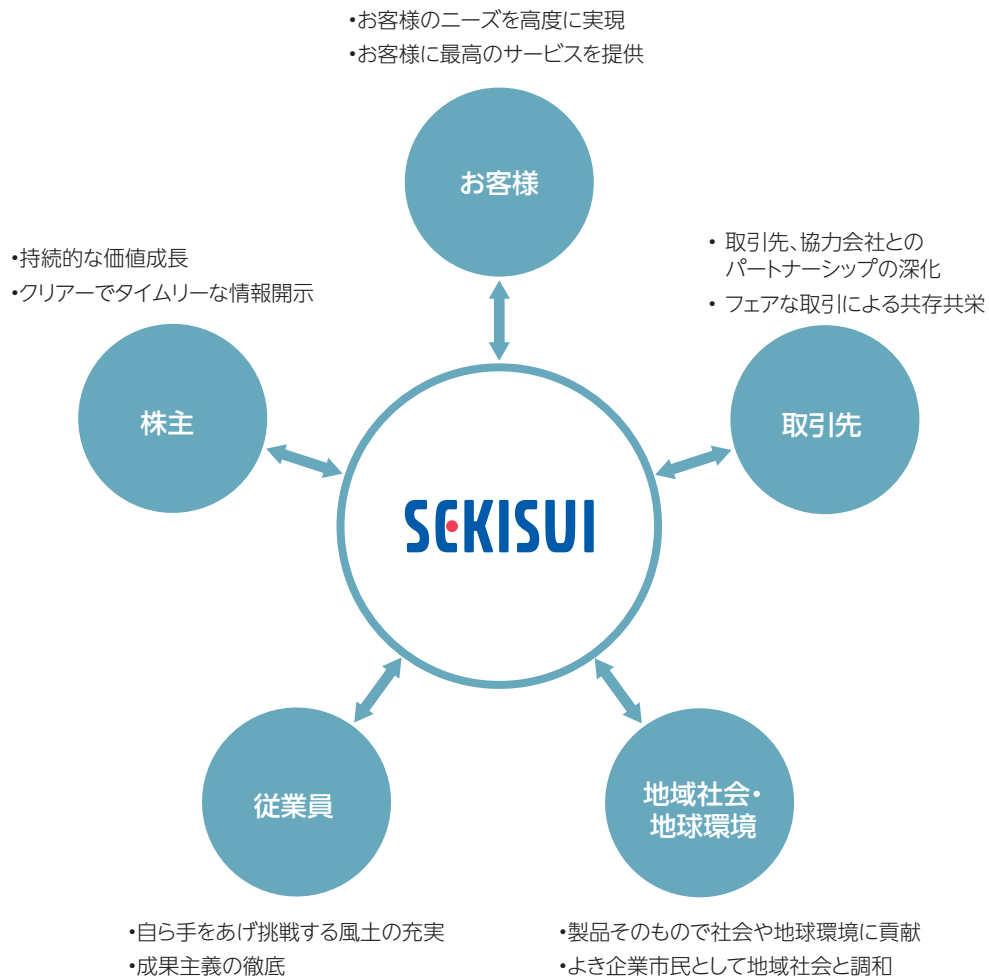 •お客様のニーズを高度に実現
•お客様に最高のサービスを提供
お客様
•持続的な価値成長
•クリアーでタイムリーな情報開示
株主
• 取引先、協力会社との
パートナーシップの深化
• フェアな取引による共存共栄
取引先
SEKISUI
従業員
•自ら手をあげ挑戦する風土の充実
•成果主義の徹底
地域社会・
地球環境
•製品そのもので社会や地球環境に貢献
•よき企業市民として地域社会と調和